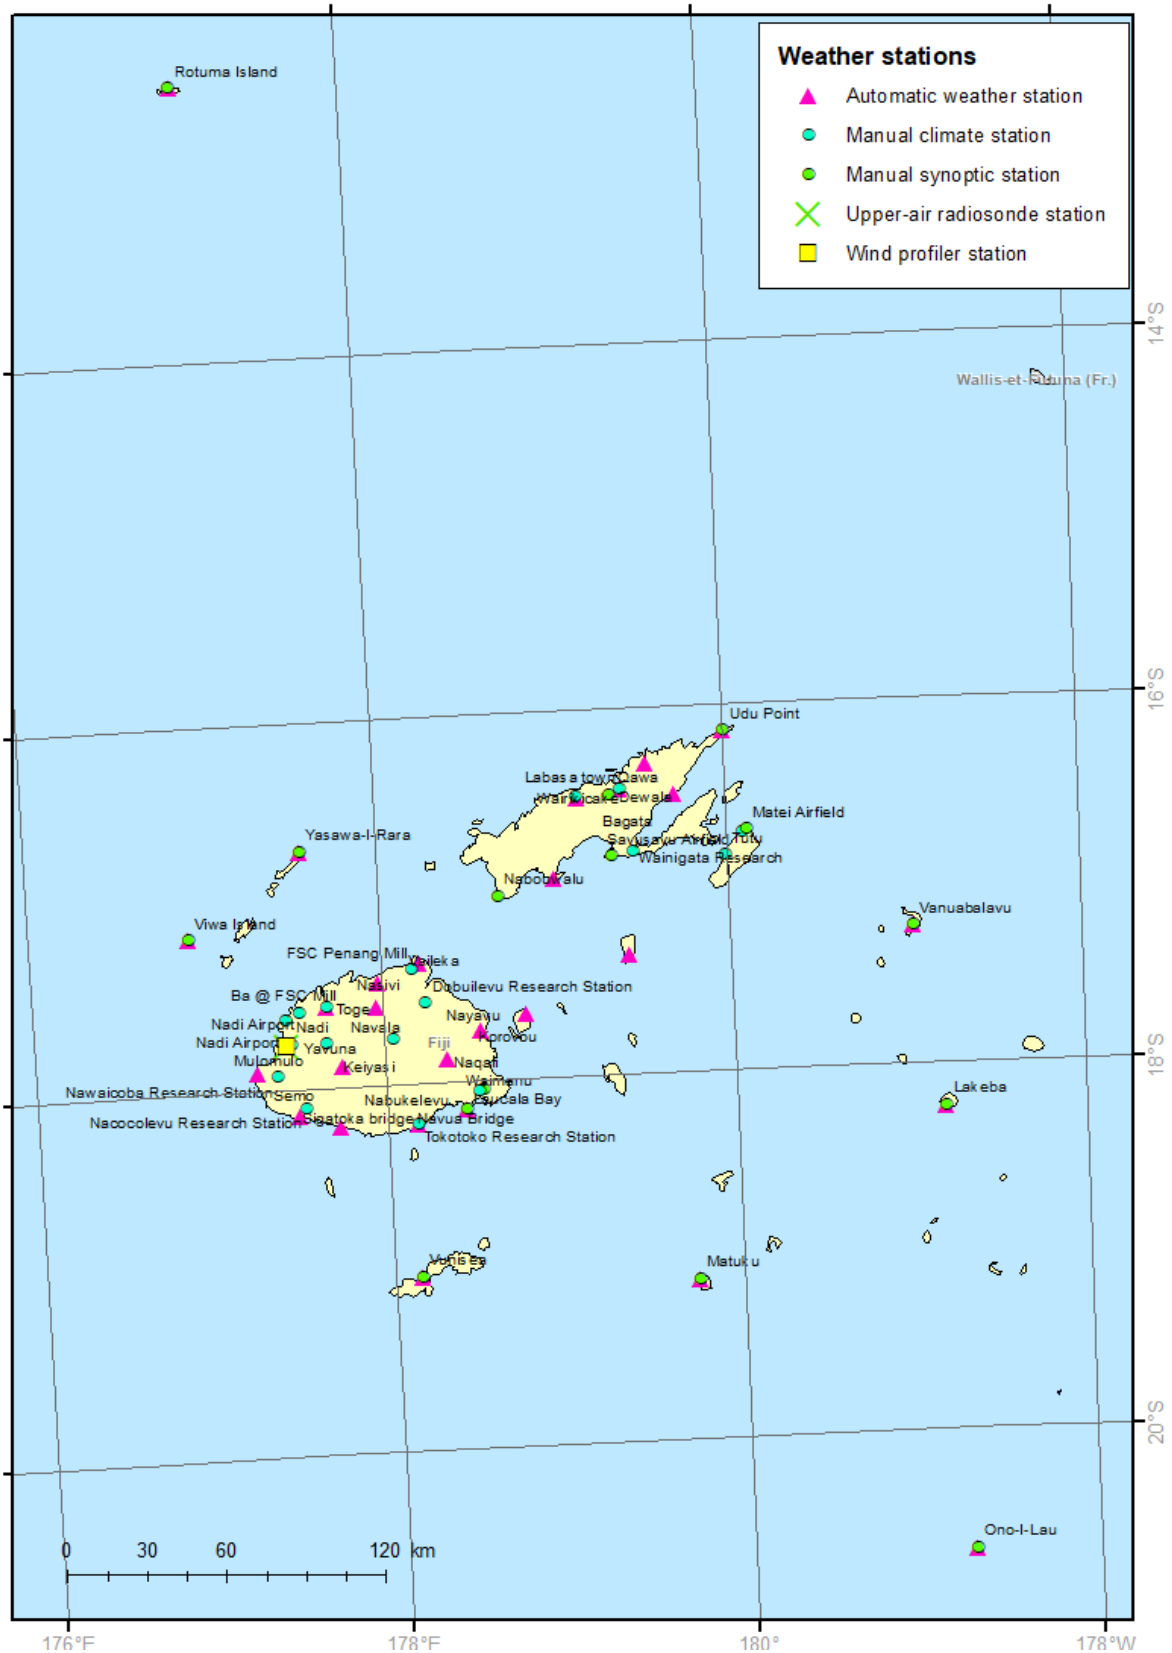 Rotuma Island
Weather stations
Automatic weather station
Manual climate station
Manual synoptic station
Upper-air radiosonde station
Wind profiler station
14°S
Wallis-et-Futuna (Fr.)
16°S
Udu Point
Labasa town
Qawa
Dewala
Bagata
Matei Airfield
Savusavu Airfield
Tutu
Wainigata Research
Yasawa-I-Rara
Nabouwalu
Vanuabalavu
Viwa Island
FSC Penang Mill
Vaileka
Nasivi
Dobuilevu Research Station
Ba @ FSC Mill
Toge
Nayavu
Nadi Airport
Nadi
Navala
Korovou
Nadi Airport
Yavuna
Fiji
18°S
Mulomulo
Keiyasi
Naqali
Waimanu
Lakeba
Nawaicoba Research Station
Semo
Nabukelevu
Laucala Bay
Nacocolevu Research Station
Sigatoka bridge
Navua Bridge
Tokotoko Research Station
Vunisea
Matuku
20°S
Ono-I-Lau
0 30 60 120 km
176°E 178°E 180° 178°W